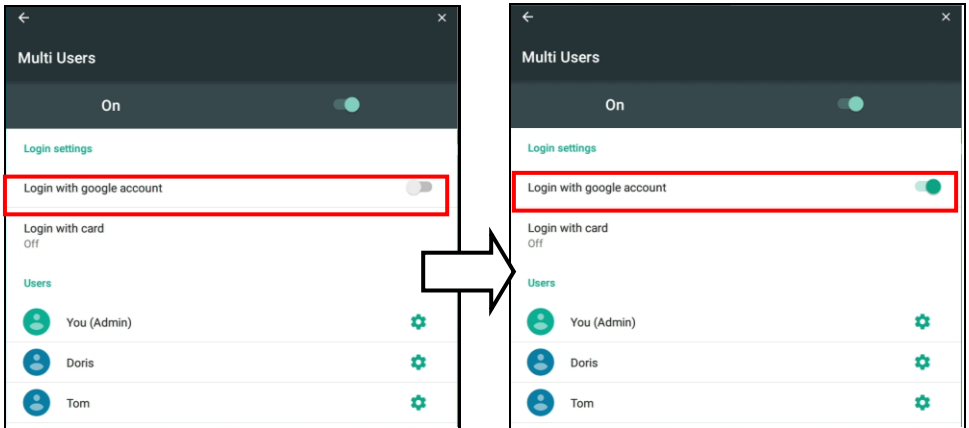 Multi Users
On
Login settings
Login with google account
Login with card
Off
Users
You (Admin)
Doris
Tom
Multi Users
On
Login settings
Login with google account
Login with card
Off
Users
You (Admin)
Doris
Tom